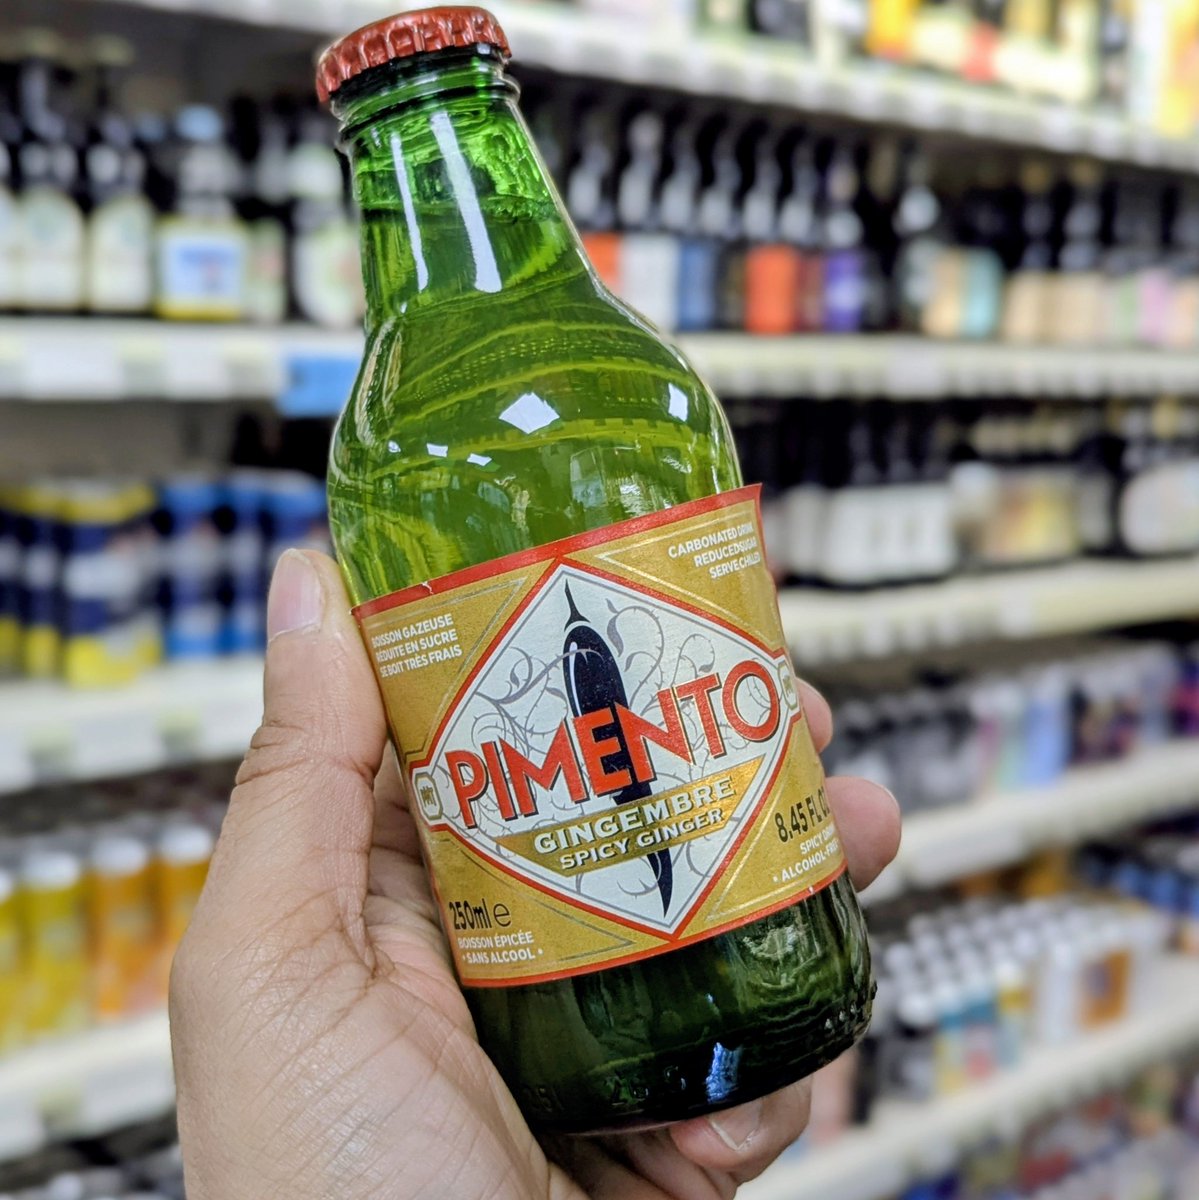 BOISSON GAZEUSE
RÉDUITE EN SUCRE
SE BOIT TRÈS FRAIS
CARBONATED DRINK
REDUCED SUGAR
SERVE CHILLED
PIMENTO
GINGEMBRE
SPICY GINGER
250ml e
BOISSON ÉPICÉE
• SANS ALCOOL •
8.45 FL OZ
SPICY DRINK
• ALCOHOL-FREE